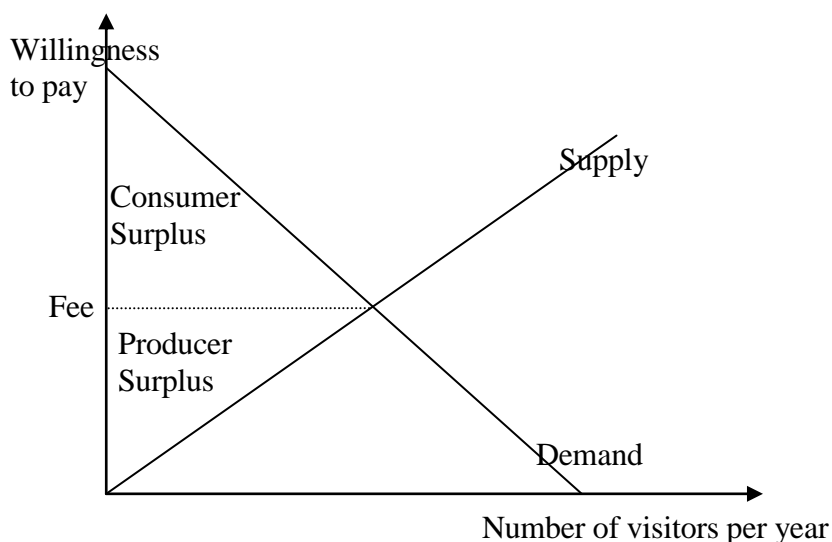 Willingness
to pay
Supply
Consumer
Surplus
Fee
Producer
Surplus
Demand
Number of visitors per year